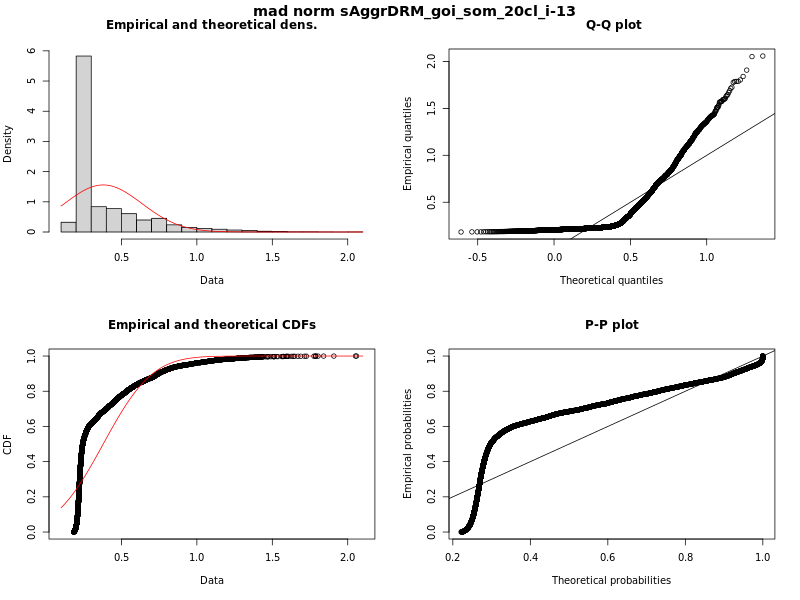 mad norm sAggrDRM_goi_som_20cl_i-13
Empirical and theoretical dens.
Density
0 1 2 3 4 5 6
0.5 1.0 1.5 2.0
Data
Q-Q plot
Empirical quantiles
0.5 1.0 1.5 2.0
-0.5 0.0 0.5 1.0
Theoretical quantiles
Empirical and theoretical CDFs
CDF
0.0 0.2 0.4 0.6 0.8 1.0
0.5 1.0 1.5 2.0
Data
P-P plot
Empirical probabilities
0.0 0.2 0.4 0.6 0.8 1.0
0.2 0.4 0.6 0.8 1.0
Theoretical probabilities